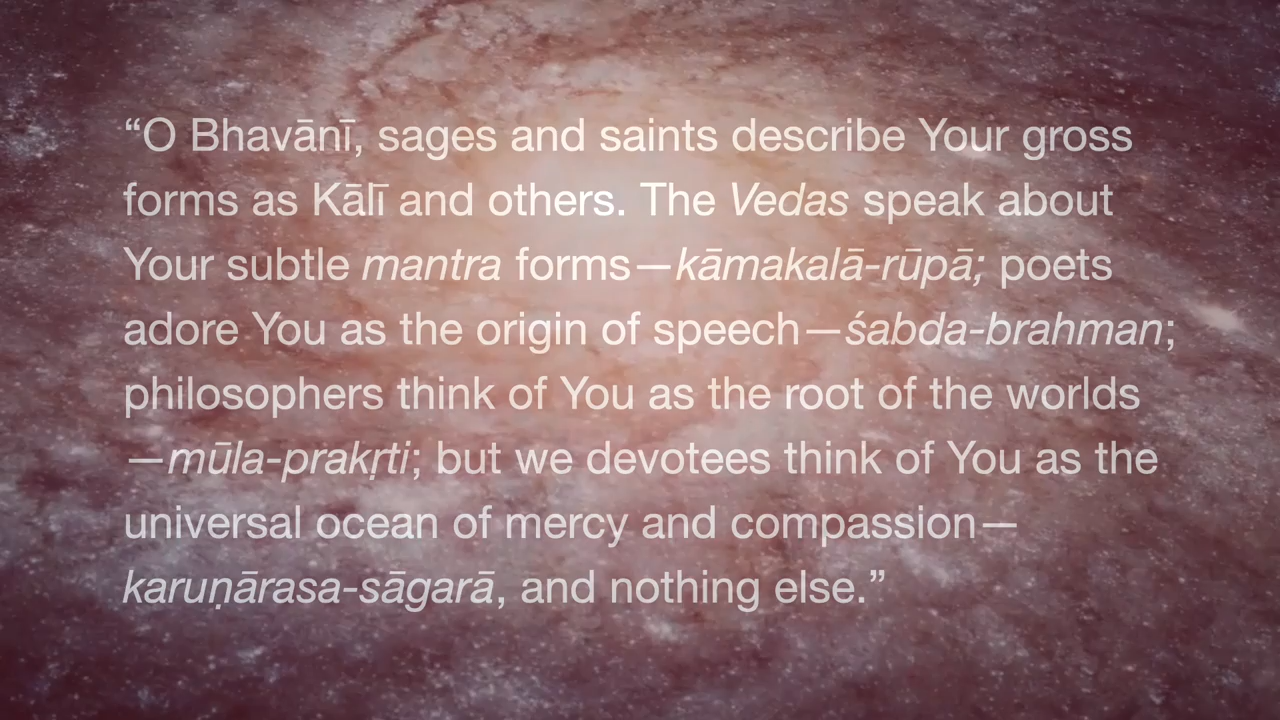 “O Bhavānī, sages and saints describe Your gross
forms as Kālī and others. The Vedas speak about
Your subtle mantra forms—kāmakalā-rūpā; poets
adore You as the origin of speech—śabda-brahman;
philosophers think of You as the root of the worlds
—mūla-prakṛti; but we devotees think of You as the
universal ocean of mercy and compassion—
karuṇārasa-sāgarā, and nothing else.”